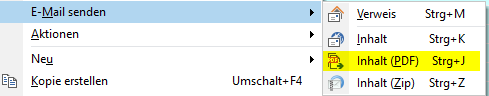 E-Mail senden
Aktionen
Neu
Kopie erstellen Umschalt+F4
Verweis Strg+M
Inhalt Strg+K
Inhalt (PDF) Strg+J
Inhalt (Zip) Strg+Z